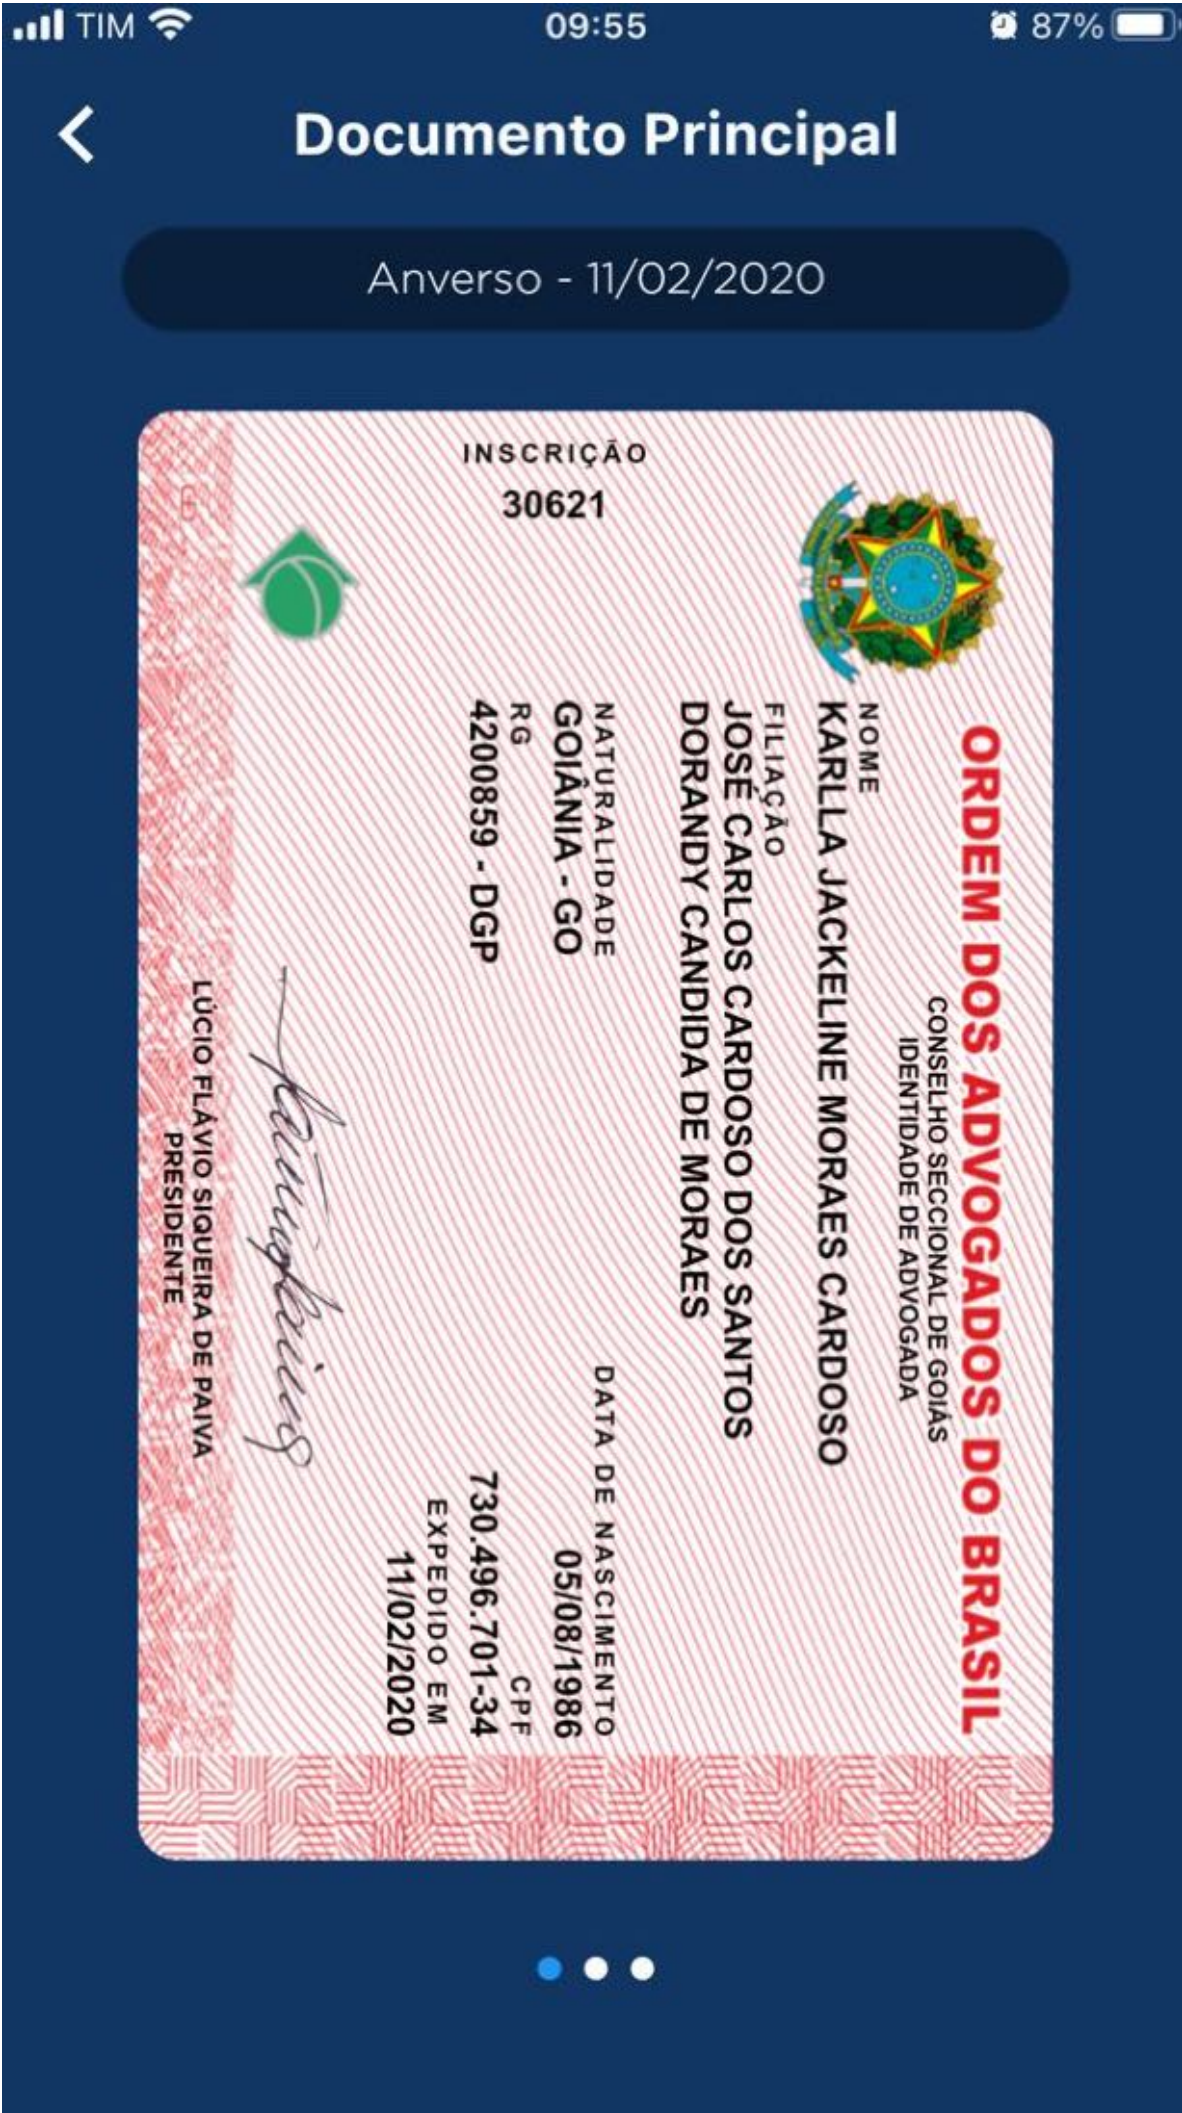 TIM
09:55
87%
Documento Principal
Anverso - 11/02/2020
INSCRIÇÃO
30621
ORDEM DOS ADVOGADOS DO BRASIL
CONSELHO SECCIONAL DE GOIÁS
IDENTIDADE DE ADVOGADA
NOME
KARLLA JACKELINE MORAES CARDOSO
FILIAÇÃO
JOSÉ CARLOS CARDOSO DOS SANTOS
DORANDY CANDIDA DE MORAES
NATURALIDADE
GOIÂNIA - GO
DATA DE NASCIMENTO
05/08/1986
RG
4200859 - DGP
CPF
730.496.701-34
EXPEDIDO EM
11/02/2020
LÚCIO FLÁVIO SIQUEIRA DE PAIVA
PRESIDENTE